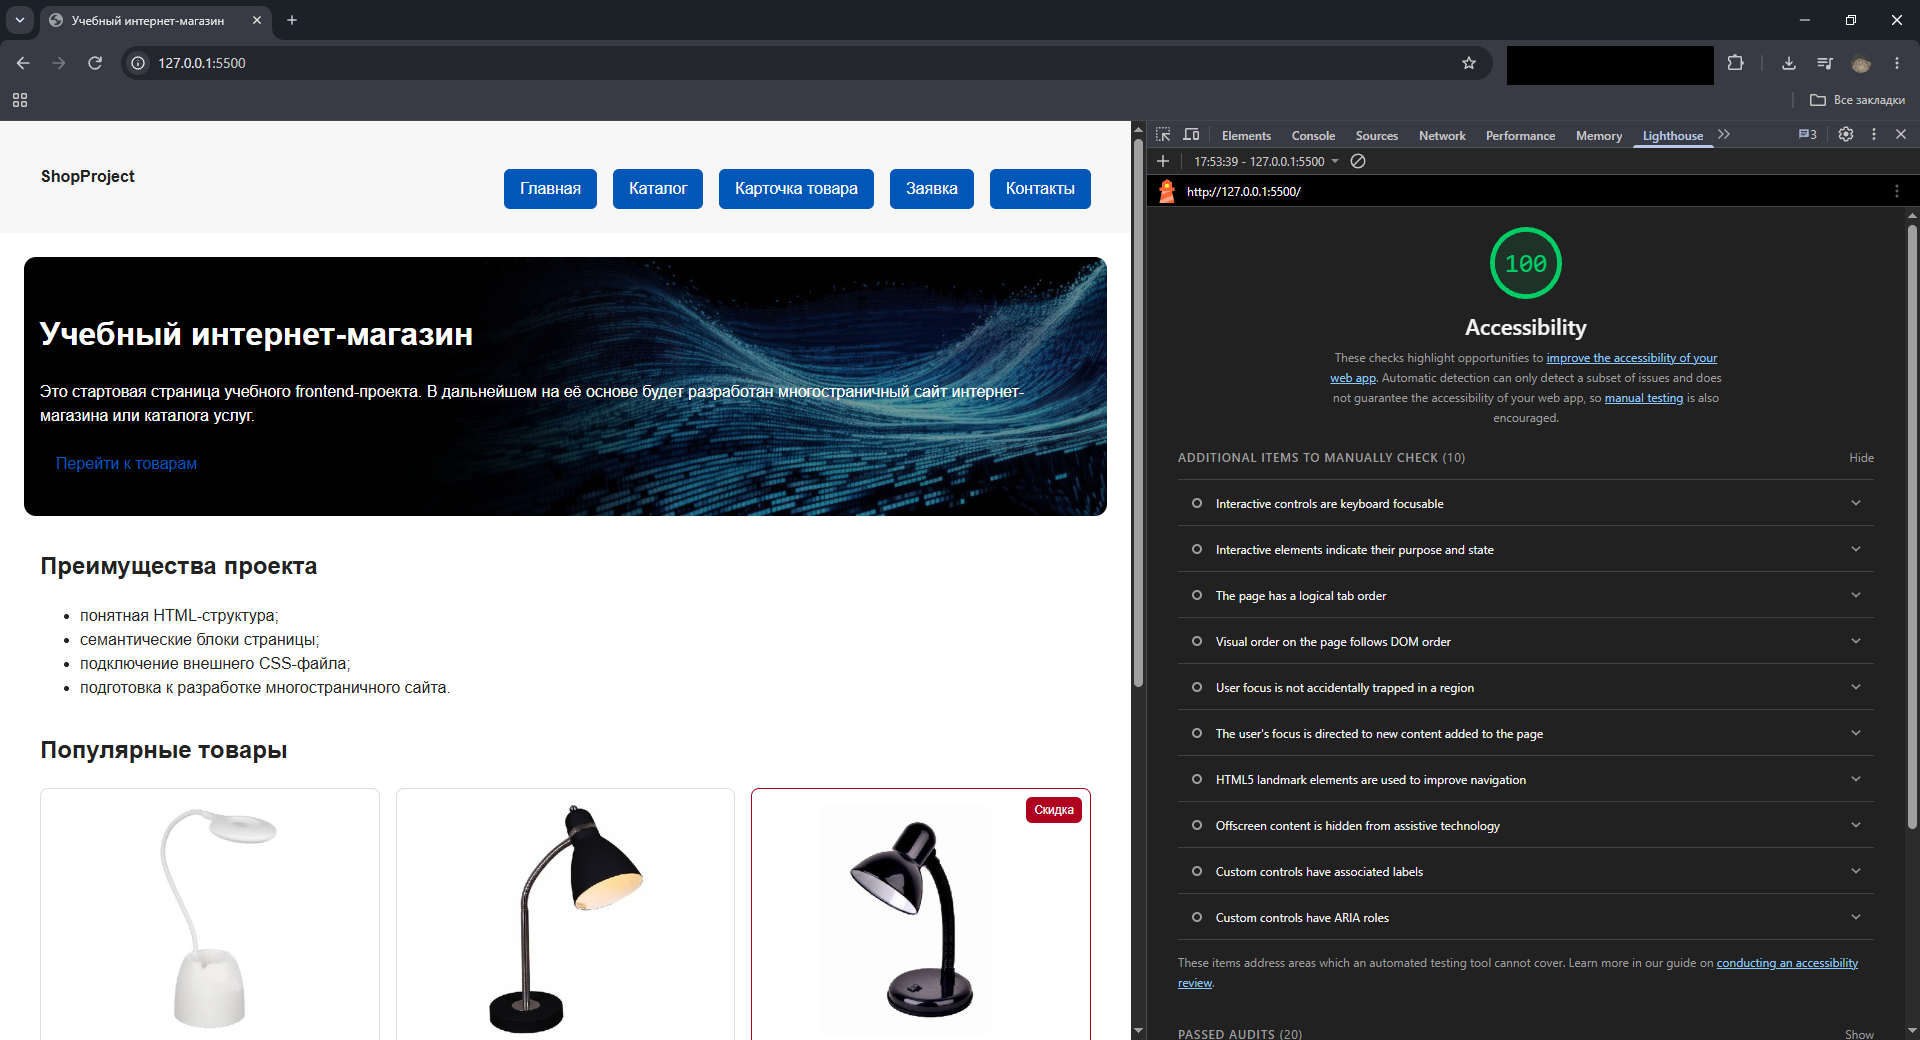 Учебный интернет-магазин
127.0.0.1:5500
Все закладки
ShopProject
Главная
Каталог
Карточка товара
Заявка
Контакты
Учебный интернет-магазин
Это стартовая страница учебного frontend-проекта. В дальнейшем на её основе будет разработан многостраничный сайт интернет-
магазина или каталога услуг.
Перейти к товарам
Преимущества проекта
понятная HTML-структура;
семантические блоки страницы;
подключение внешнего CSS-файла;
подготовка к разработке многостраничного сайта.
Популярные товары
Скидка
Elements
Console
Sources
Network
Performance
Memory
Lighthouse
3
17:53:39 - 127.0.0.1:5500
http://127.0.0.1:5500/
100
Accessibility
These checks highlight opportunities to improve the accessibility of your
web app. Automatic detection can only detect a subset of issues and does
not guarantee the accessibility of your web app, so manual testing is also
encouraged.
ADDITIONAL ITEMS TO MANUALLY CHECK (10)
Hide
Interactive controls are keyboard focusable
Interactive elements indicate their purpose and state
The page has a logical tab order
Visual order on the page follows DOM order
User focus is not accidentally trapped in a region
The user's focus is directed to new content added to the page
HTML5 landmark elements are used to improve navigation
Offscreen content is hidden from assistive technology
Custom controls have associated labels
Custom controls have ARIA roles
These items address areas which an automated testing tool cannot cover. Learn more in our guide on conducting an accessibility
review.
PASSED AUDITS (20)
Show